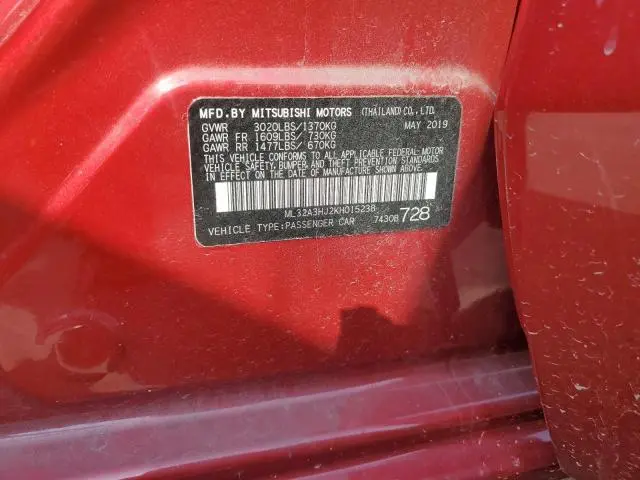 MFD.BY MITSUBISHI MOTORS (THAILAND)CO.,LTD.
GVWR 3020LBS/1370KG MAY 2019
GAWR FR 1609LBS/ 730KG
GAWR RR 1477LBS/ 670KG
THIS VEHICLE CONFORMS TO ALL APPLICABLE FEDERAL MOTOR
VEHICLE SAFETY,BUMPER,AND THEFT PREVENTION STANDARDS
IN EFFECT ON THE DATE OF MANUFACTURE SHOWN ABOVE.
ML32A3HJ2KH015238
VEHICLE TYPE:PASSENGER CAR 7430B 728